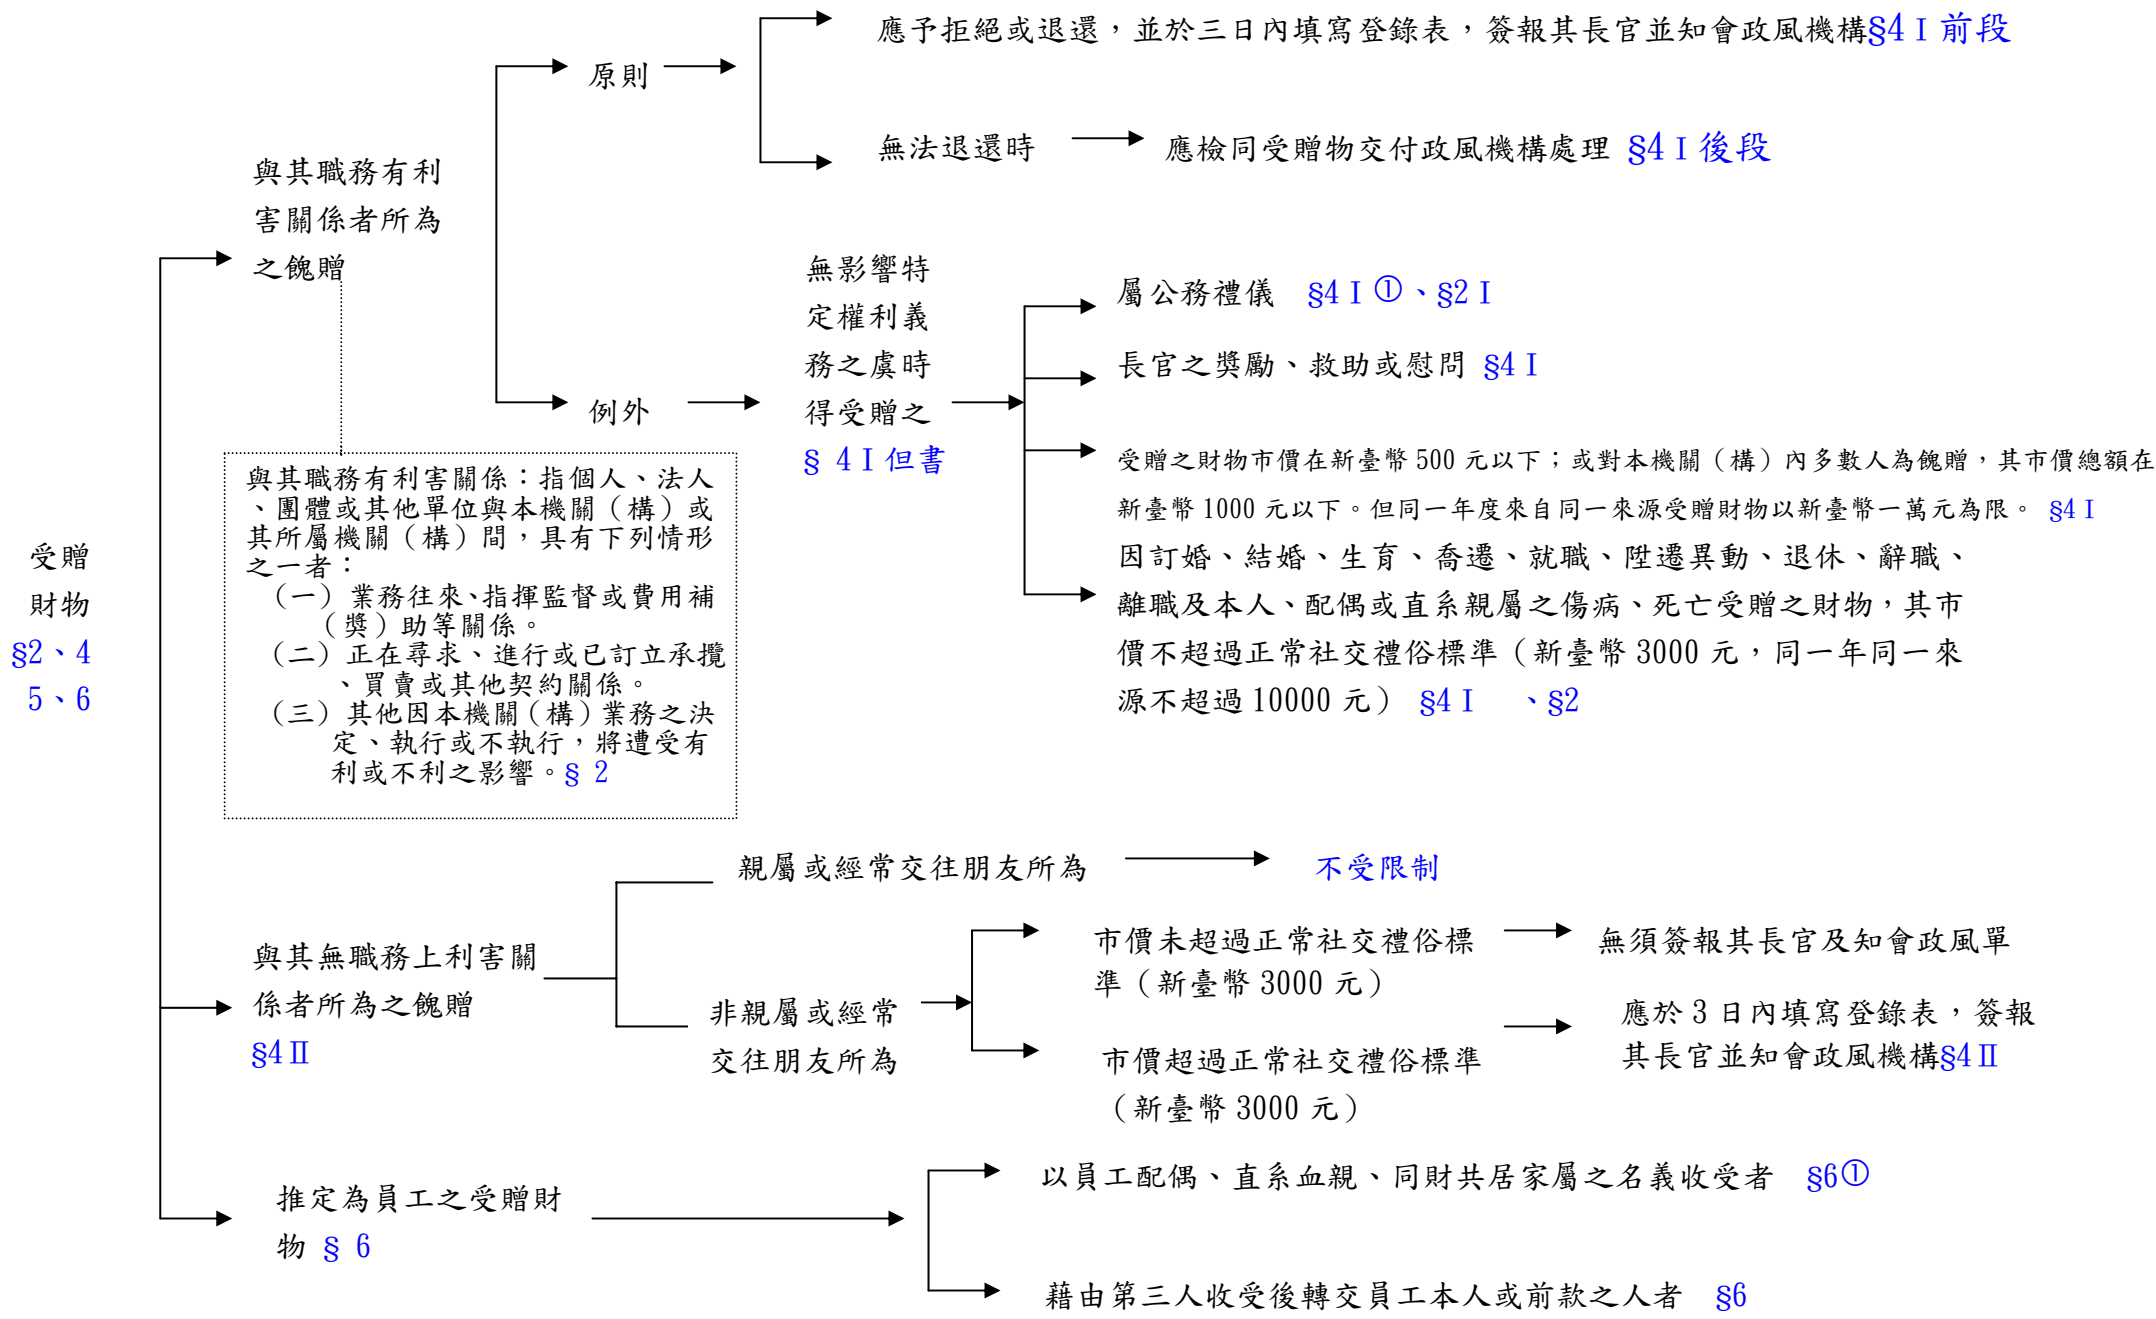 應予拒絕或退還，並於三日內填寫登錄表，簽報其長官並知會政風機構§4Ⅰ前段
原則
無法退還時
應檢同受贈物交付政風機構處理 §4Ⅰ後段
與其職務有利
害關係者所為
之餽贈
無影響特
定權利義
務之虞時
得受贈之
§ 4Ⅰ但書
例外
屬公務禮儀 §4Ⅰ①、§2Ⅰ
長官之獎勵、救助或慰問 §4Ⅰ
受贈之財物市價在新臺幣 500 元以下；或對本機關（構）內多數人為餽贈，其市價總額在
新臺幣 1000 元以下。但同一年度來自同一來源受贈財物以新臺幣一萬元為限。 §4Ⅰ
因訂婚、結婚、生育、喬遷、就職、陞遷異動、退休、辭職、
離職及本人、配偶或直系親屬之傷病、死亡受贈之財物，其市
價不超過正常社交禮俗標準（新臺幣 3000 元，同一年同一來
源不超過 10000 元） §4Ⅰ 、§2
與其職務有利害關係：指個人、法人
、團體或其他單位與本機關（構）或
其所屬機關（構）間，具有下列情形
之一者：
（一）業務往來、指揮監督或費用補
（獎）助等關係。
（二）正在尋求、進行或已訂立承攬
、買賣或其他契約關係。
（三）其他因本機關（構）業務之決
定、執行或不執行，將遭受有
利或不利之影響。§ 2
受贈
財物
§2、4
5、6
親屬或經常交往朋友所為
不受限制
與其無職務上利害關
係者所為之餽贈
§4Ⅱ
非親屬或經常
交往朋友所為
市價未超過正常社交禮俗標
準（新臺幣 3000 元）
無須簽報其長官及知會政風單
市價超過正常社交禮俗標準
（新臺幣 3000 元）
應於 3 日內填寫登錄表，簽報
其長官並知會政風機構§4Ⅱ
推定為員工之受贈財
物 § 6
以員工配偶、直系血親、同財共居家屬之名義收受者 §6①
藉由第三人收受後轉交員工本人或前款之人者 §6